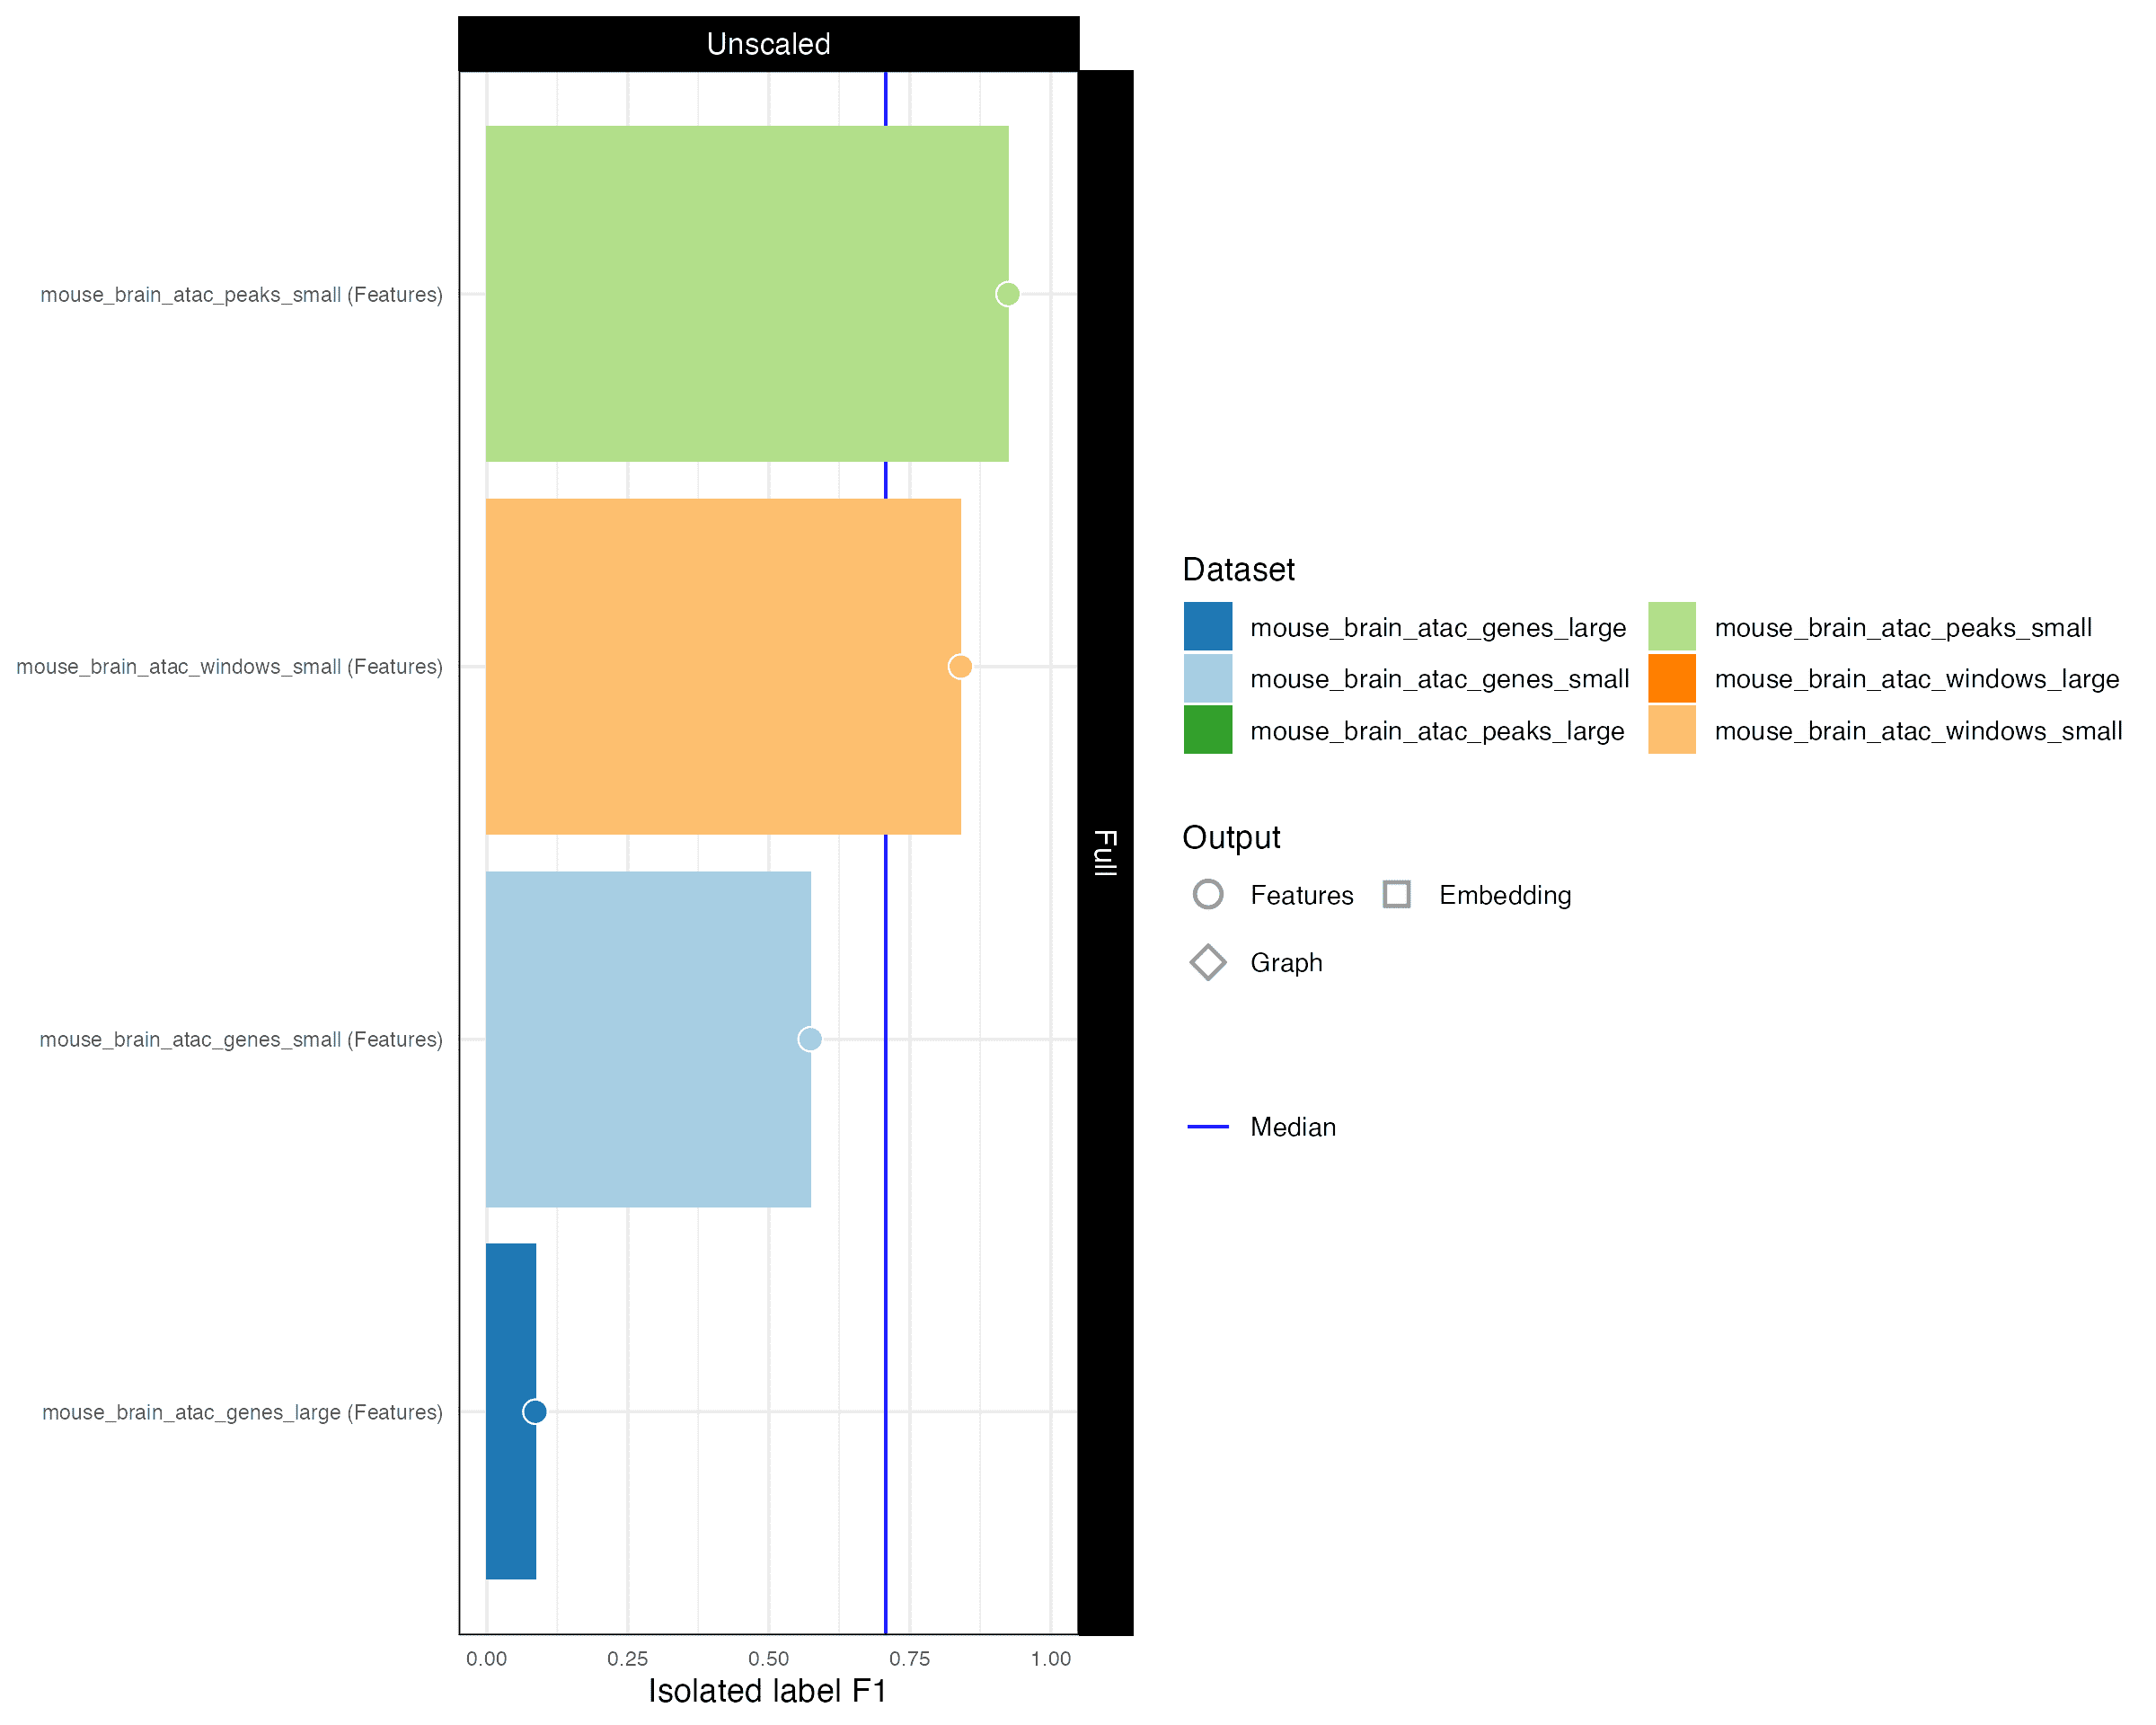 Unscaled
mouse_brain_atac_peaks_small (Features)
mouse_brain_atac_windows_small (Features)
mouse_brain_atac_genes_small (Features)
mouse_brain_atac_genes_large (Features)
0.00 0.25 0.50 0.75 1.00
Isolated label F1
Full
Dataset
mouse_brain_atac_genes_large mouse_brain_atac_peaks_small
mouse_brain_atac_genes_small mouse_brain_atac_windows_large
mouse_brain_atac_peaks_large mouse_brain_atac_windows_small
Output
Features Embedding
Graph
Median